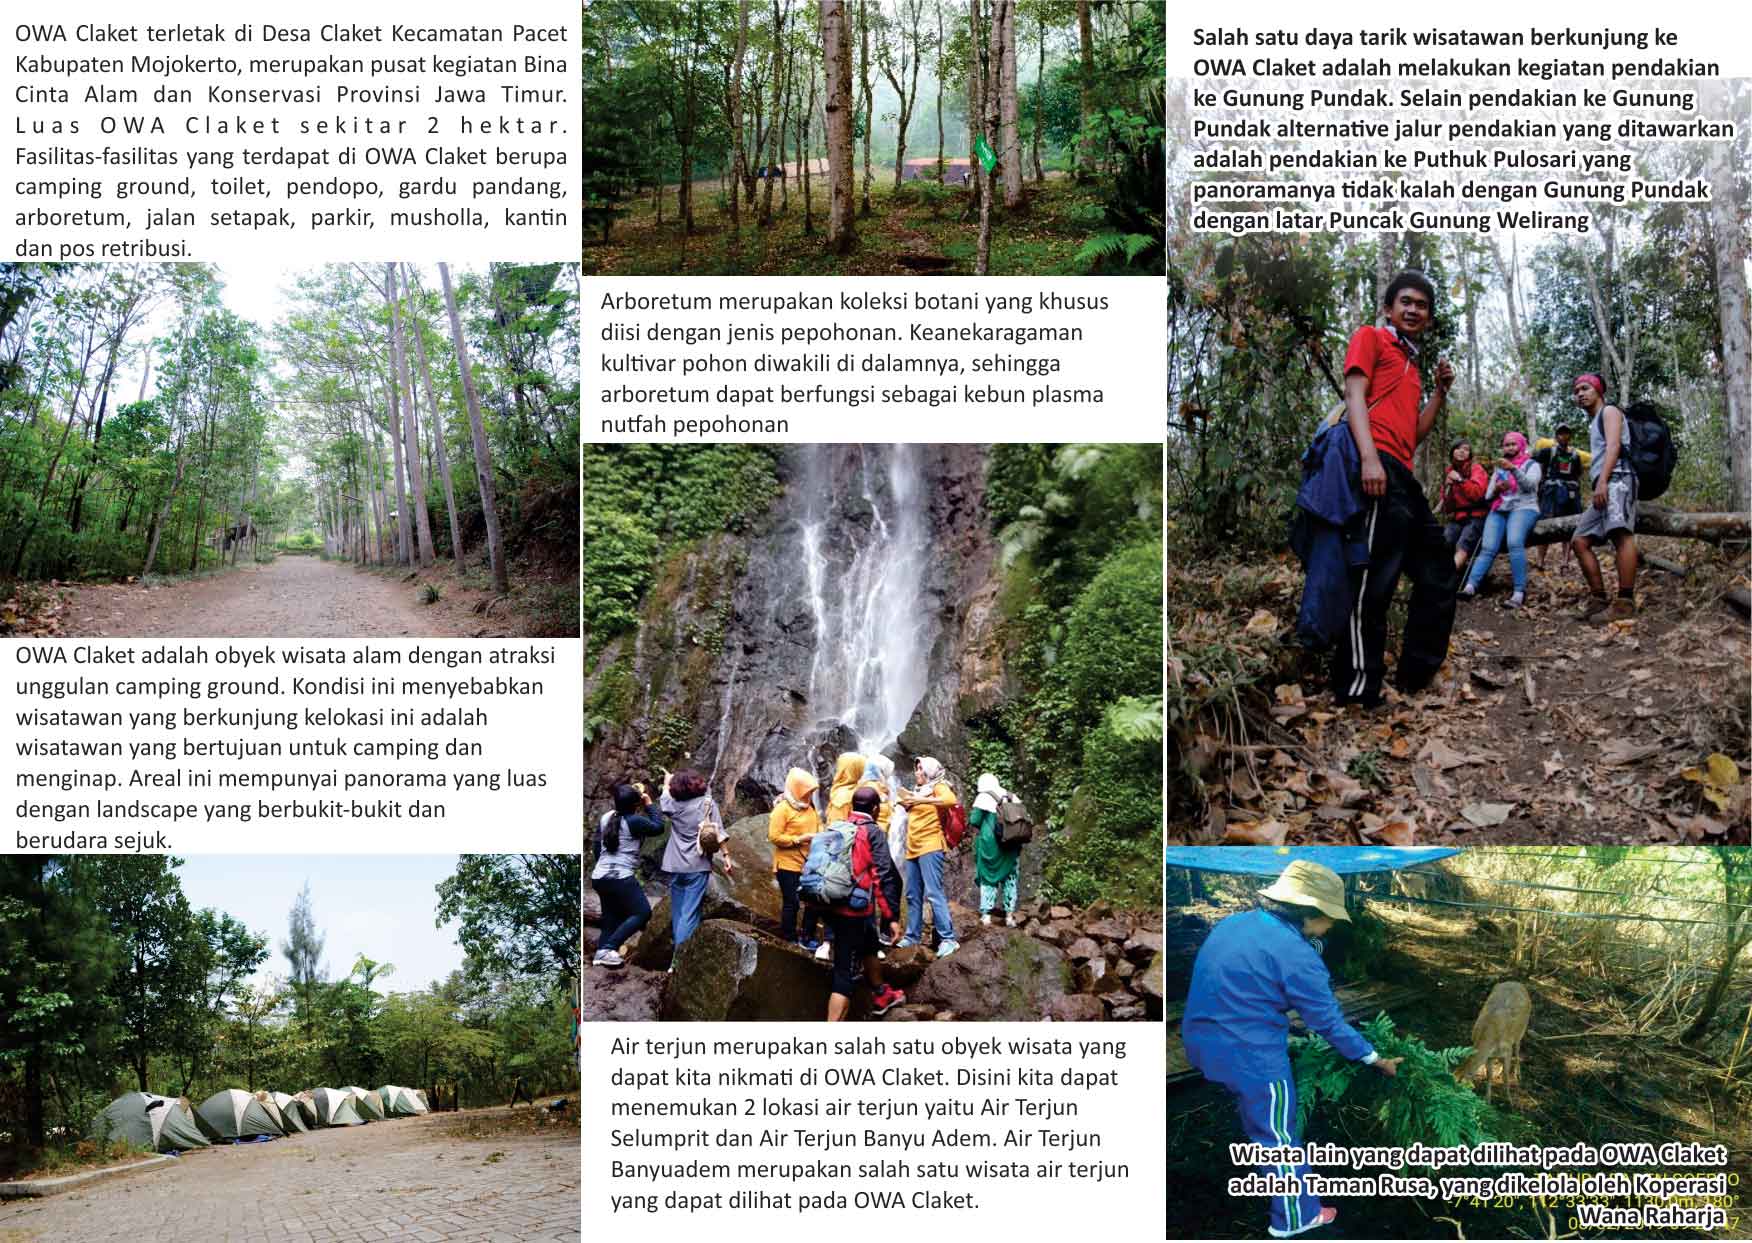 OWA Claket terletak di Desa Claket Kecamatan Pacet
Kabupaten Mojokerto, merupakan pusat kegiatan Bina
Cinta Alam dan Konservasi Provinsi Jawa Timur.
Luas OWA Claket sekitar 2 hektar.
Fasilitas-fasilitas yang terdapat di OWA Claket berupa
camping ground, toilet, pendopo, gardu pandang,
arboretum, jalan setapak, parkir, musholla, kantin
dan pos retribusi.
OWA Claket adalah obyek wisata alam dengan atraksi
unggulan camping ground. Kondisi ini menyebabkan
wisatawan yang berkunjung kelokasi ini adalah
wisatawan yang bertujuan untuk camping dan
menginap. Areal ini mempunyai panorama yang luas
dengan landscape yang berbukit-bukit dan
berudara sejuk.
Arboretum merupakan koleksi botani yang khusus
diisi dengan jenis pepohonan. Keanekaragaman
kultivar pohon diwakili di dalamnya, sehingga
arboretum dapat berfungsi sebagai kebun plasma
nutfah pepohonan
Air terjun merupakan salah satu obyek wisata yang
dapat kita nikmati di OWA Claket. Disini kita dapat
menemukan 2 lokasi air terjun yaitu Air Terjun
Selumprit dan Air Terjun Banyu Adem. Air Terjun
Banyuadem merupakan salah satu wisata air terjun
yang dapat dilihat pada OWA Claket.
Salah satu daya tarik wisatawan berkunjung ke
OWA Claket adalah melakukan kegiatan pendakian
ke Gunung Pundak. Selain pendakian ke Gunung
Pundak alternative jalur pendakian yang ditawarkan
adalah pendakian ke Puthuk Pulosari yang
panoramanya tidak kalah dengan Gunung Pundak
dengan latar Puncak Gunung Welirang
Wisata lain yang dapat dilihat pada OWA Claket
adalah Taman Rusa, yang dikelola oleh Koperasi
Wana Raharja
-7°41'20", 112°33'33", 1130.0m, 180°